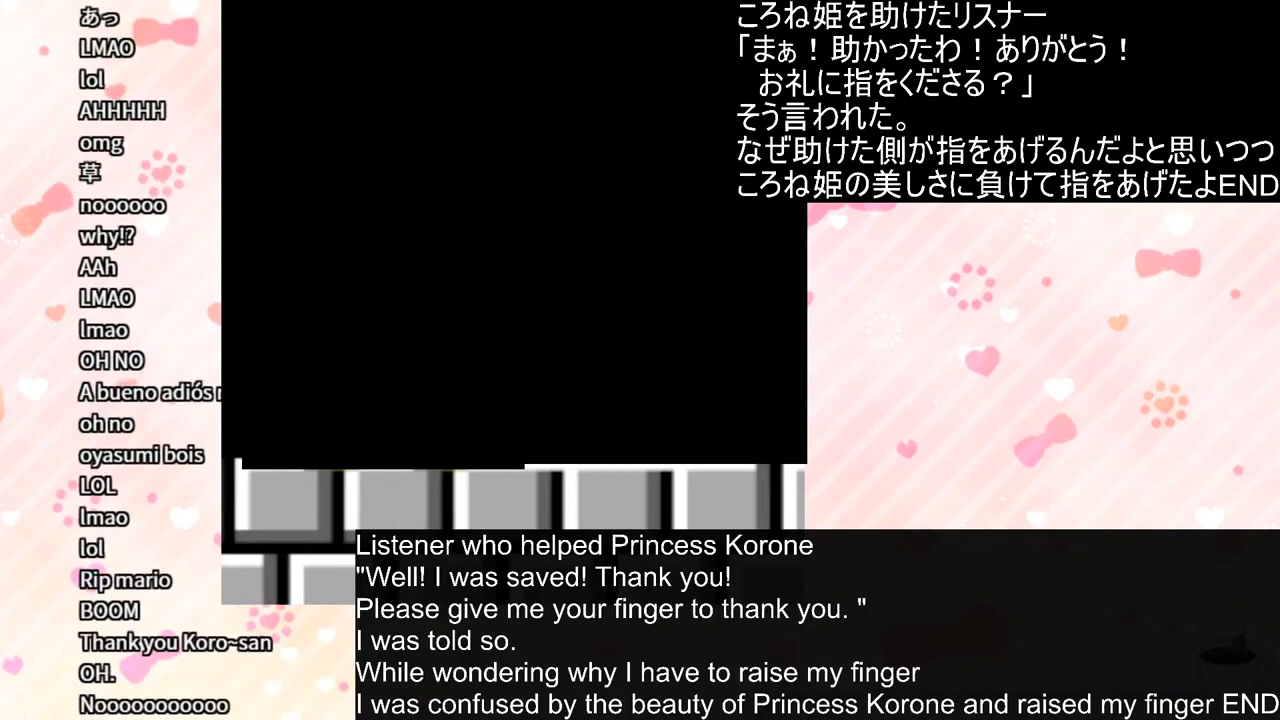 あっ
LMAO
lol
AHHHHH
omg
草
noooooo
why!?
AAh
LMAO
lmao
OH NO
A bueno adiós
oh no
oyasumi bois
LOL
lmao
lol
Rip mario
BOOM
Thank you Koro~san
OH.
Nooooooooooo
ころね姫を助けたリスナー
「まぁ！助かったわ！ありがとう！
お礼に指をくださる？」
そう言われた。
なぜ助けた側が指をあげるんだよと思いつつ
ころね姫の美しさに負けて指をあげたよEND
Listener who helped Princess Korone
"Well! I was saved! Thank you!
Please give me your finger to thank you. "
I was told so.
While wondering why I have to raise my finger
I was confused by the beauty of Princess Korone and raised my finger END